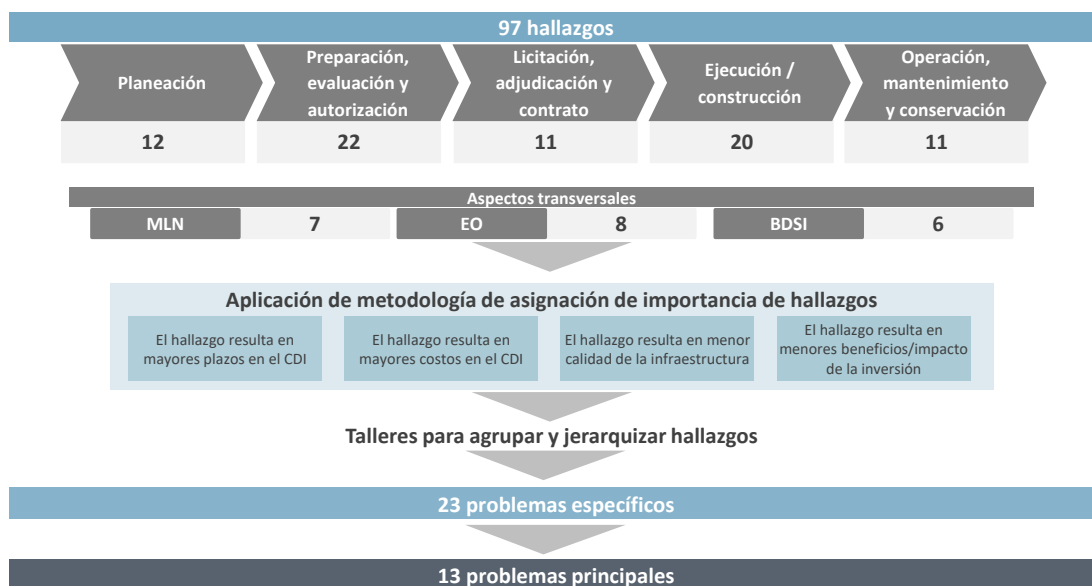 97 hallazgos
Planeación
Preparación,
evaluación y
autorización
Licitación,
adjudicación y
contrato
Ejecución /
construcción
Operación,
mantenimiento
y conservación
12
22
11
20
11
Aspectos transversales
MLN
7
EO
8
BDSI
6
Aplicación de metodología de asignación de importancia de hallazgos
El hallazgo resulta en
mayores plazos en el CDI
El hallazgo resulta en
mayores costos en el CDI
El hallazgo resulta en menor
calidad de la infraestructura
El hallazgo resulta en
menores beneficios/impacto
de la inversión
Talleres para agrupar y jerarquizar hallazgos
23 problemas específicos
13 problemas principales